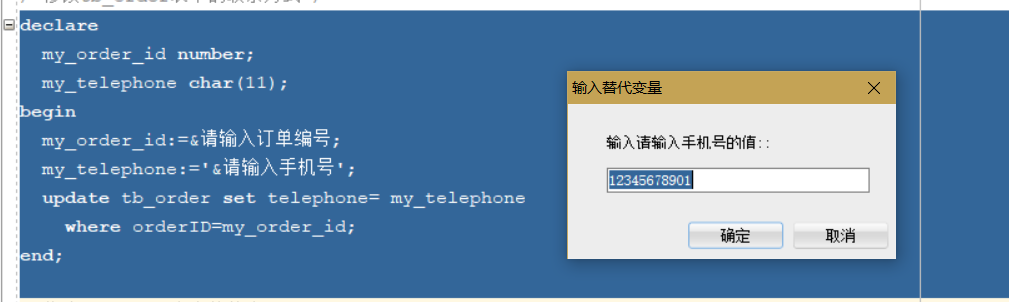 declare
my_order_id number;
my_telephone char(11);
begin
my_order_id:=&请输入订单编号;
my_telephone:='&请输入手机号';
update tb_order set telephone= my_telephone
where orderID=my_order_id;
end;
输入替代变量
输入请输入手机号的值::
12345678901
确定
取消